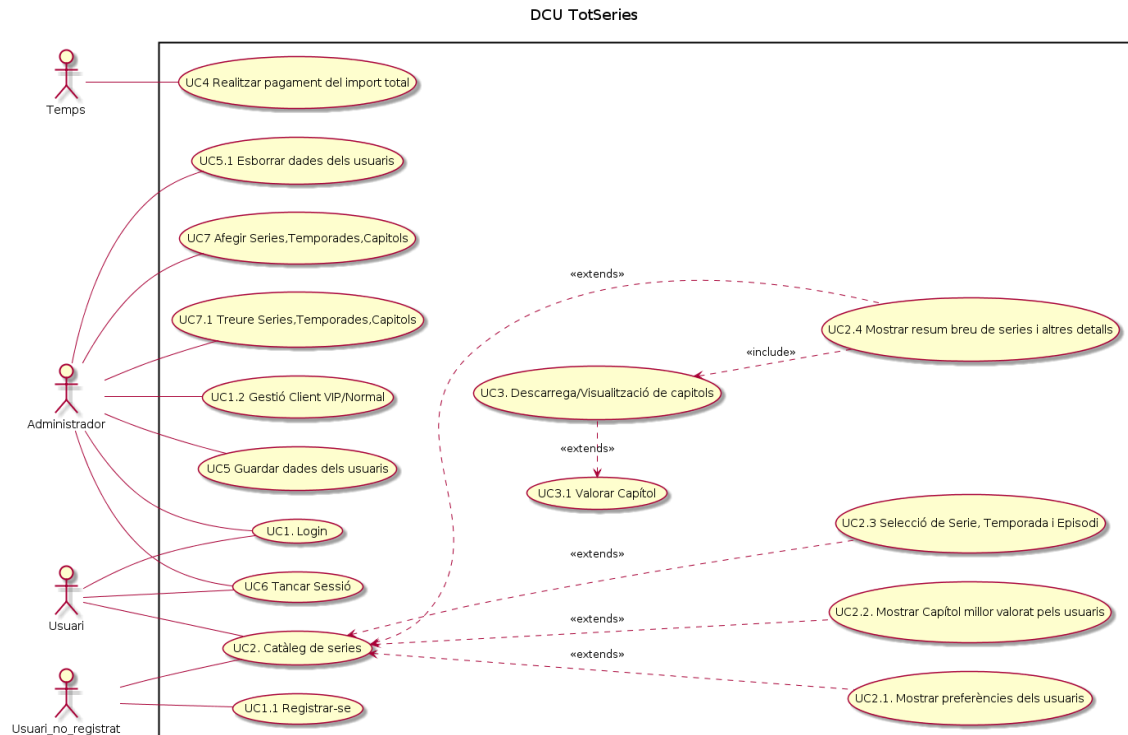 DCU TotSeries
Temps
UC4 Realitzar pagament del import total
UC5.1 Esborrar dades dels usuaris
UC7 Afegir Series,Temporades,Capitols
UC7.1 Treure Series,Temporades,Capitols
Administrador
UC1.2 Gestió Client VIP/Normal
UC5 Guardar dades dels usuaris
UC1. Login
UC6 Tancar Sessió
Usuari
UC2. Catàleg de series
Usuari_no_registrat
UC1.1 Registrar-se
«extends»
UC2.4 Mostrar resum breu de series i altres detalls
«include»
UC3. Descarrega/Visualització de capitols
«extends»
UC3.1 Valorar Capítol
UC2.3 Selecció de Serie, Temporada i Episodi
«extends»
UC2.2. Mostrar Capítol millor valorat pels usuaris
«extends»
«extends»
UC2.1. Mostrar preferències dels usuaris